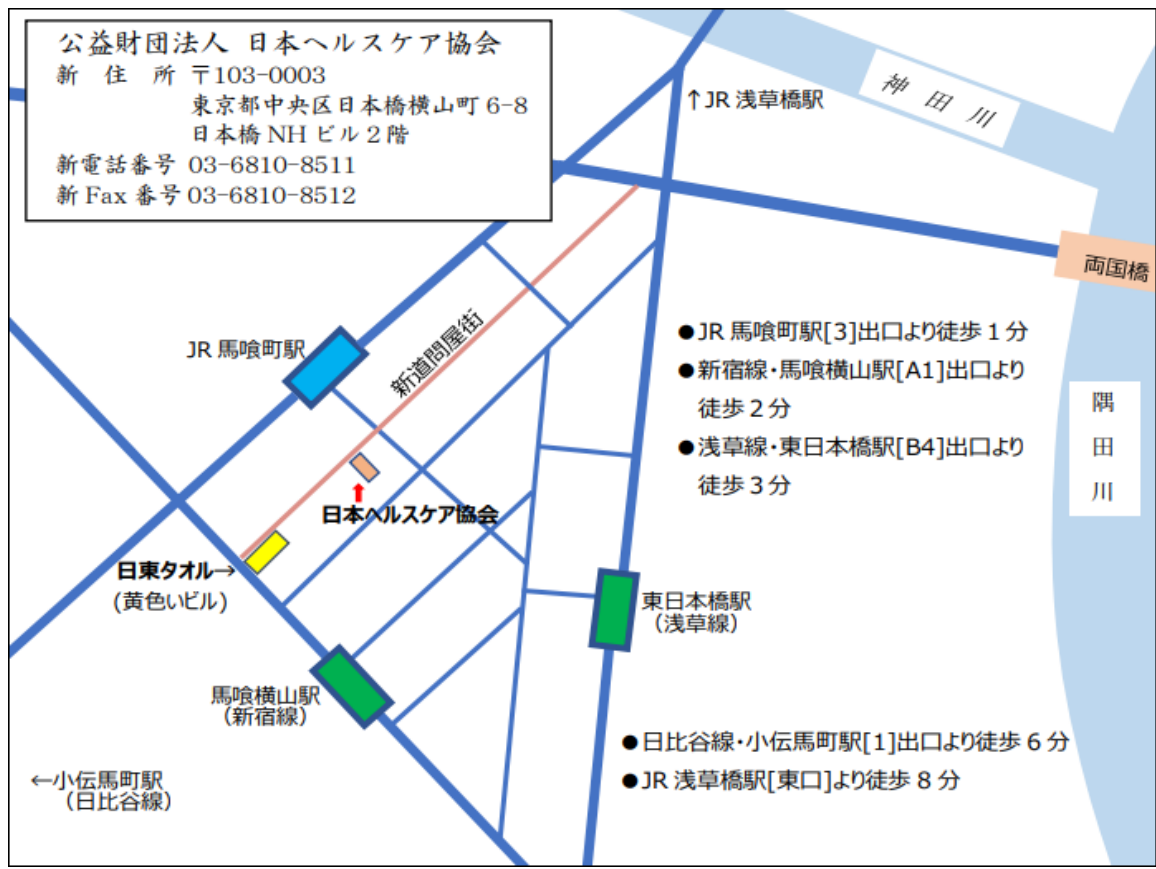 公益財団法人 日本ヘルスケア協会
新 住 所 〒103-0003
東京都中央区日本橋横山町 6-8
日本橋 NH ビル 2 階
新電話番号 03-6810-8511
新 Fax 番号 03-6810-8512
↑JR 浅草橋駅
神田川
両国橋
JR 馬喰町駅
新道問屋街
●JR 馬喰町駅[3]出口より徒歩 1 分
●新宿線・馬喰横山駅[A1]出口より
徒歩 2 分
●浅草線・東日本橋駅[B4]出口より
徒歩 3 分
隅
田
川
日本ヘルスケア協会
日東タオル→
(黄色いビル)
東日本橋駅
(浅草線)
馬喰横山駅
(新宿線)
●日比谷線・小伝馬町駅[1]出口より徒歩 6 分
●JR 浅草橋駅[東口]より徒歩 8 分
←小伝馬町駅
(日比谷線)